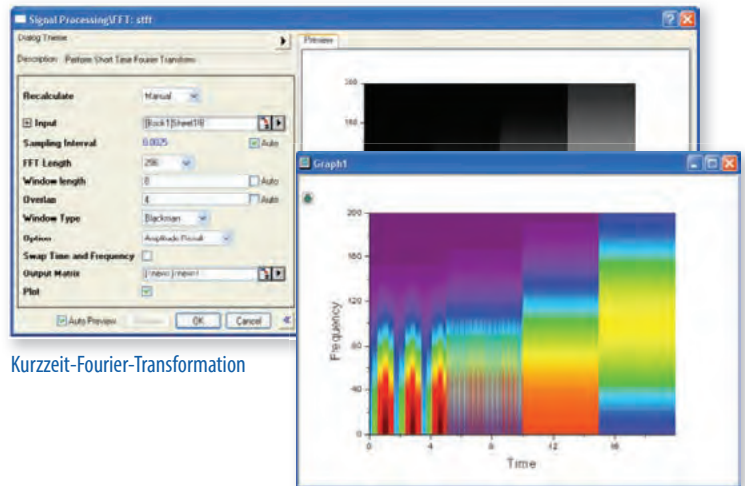 Signal Processing\FFT: stft
Dialog Theme
Description Perform Short Time Fourier Transform
Recalculate Manual
Input [Book1]Sheet1!B
Sampling Interval 0.0025 Auto
FFT Length 256
Window length 8 Auto
Overlap 4 Auto
Window Type Blackman
Option
Swap Time and Frequency
Output Matrix
Plot
Auto Preview OK Cancel
Preview
Graph1
200
160
120
80
40
0
Frequency
0 4 8 12 16
Time
Kurzzeit-Fourier-Transformation